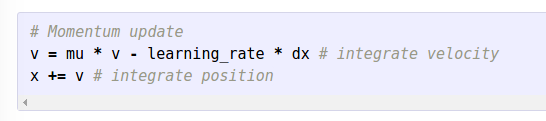 # Momentum update
v = mu * v - learning_rate * dx # integrate velocity
x += v # integrate position